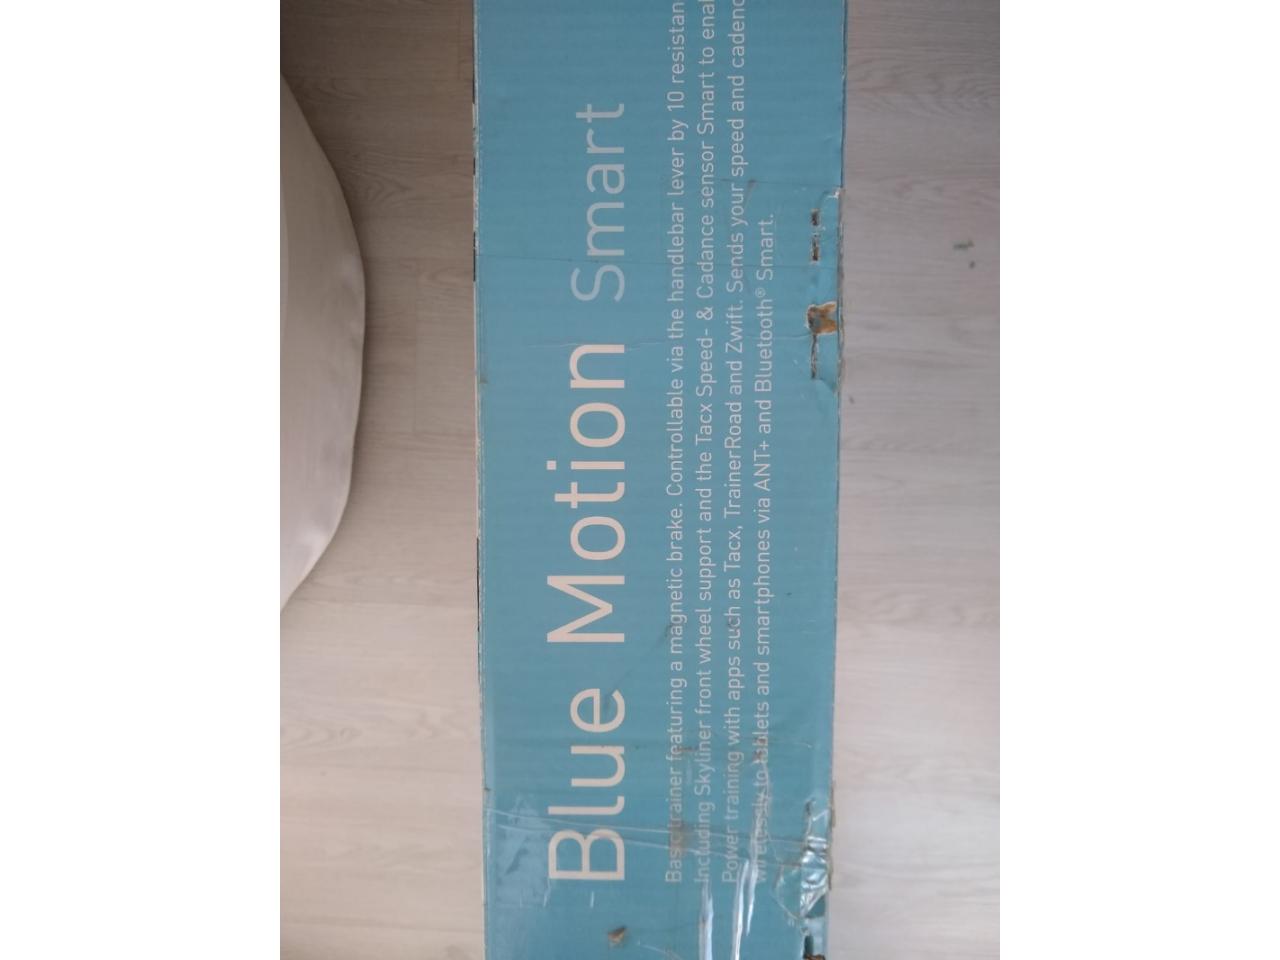 Blue Motion Smart
Basic trainer featuring a magnetic brake. Controllable via the handlebar lever by 10 resistan
Including Skyliner front wheel support and the Tacx Speed- & Cadance sensor Smart to enal
Power training with apps such as Tacx, TrainerRoad and Zwift. Sends your speed and cadenc
wirelessly to tablets and smartphones via ANT+ and Bluetooth® Smart.